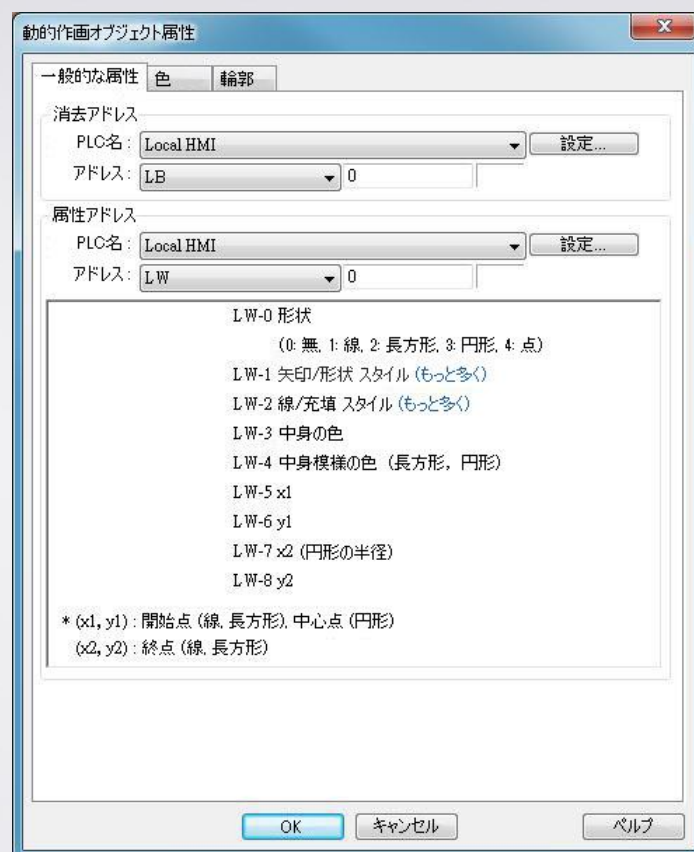 動的作画オブジェクト属性
一般的な属性 色 輪郭
消去アドレス
PLC名: Local HMI 設定...
アドレス: LB 0
属性アドレス
PLC名: Local HMI 設定...
アドレス: LW 0
LW-0 形状
(0: 無, 1: 線, 2: 長方形, 3: 円形, 4: 点)
LW-1 矢印/形状 スタイル (もっと多く)
LW-2 線/充填 スタイル (もっと多く)
LW-3 中身の色
LW-4 中身模様の色 (長方形, 円形)
LW-5 x1
LW-6 y1
LW-7 x2 (円形の半径)
LW-8 y2
* (x1, y1) : 開始点 (線, 長方形), 中心点 (円形)
(x2, y2) : 終点 (線, 長方形)
OK キャンセル ペルプ